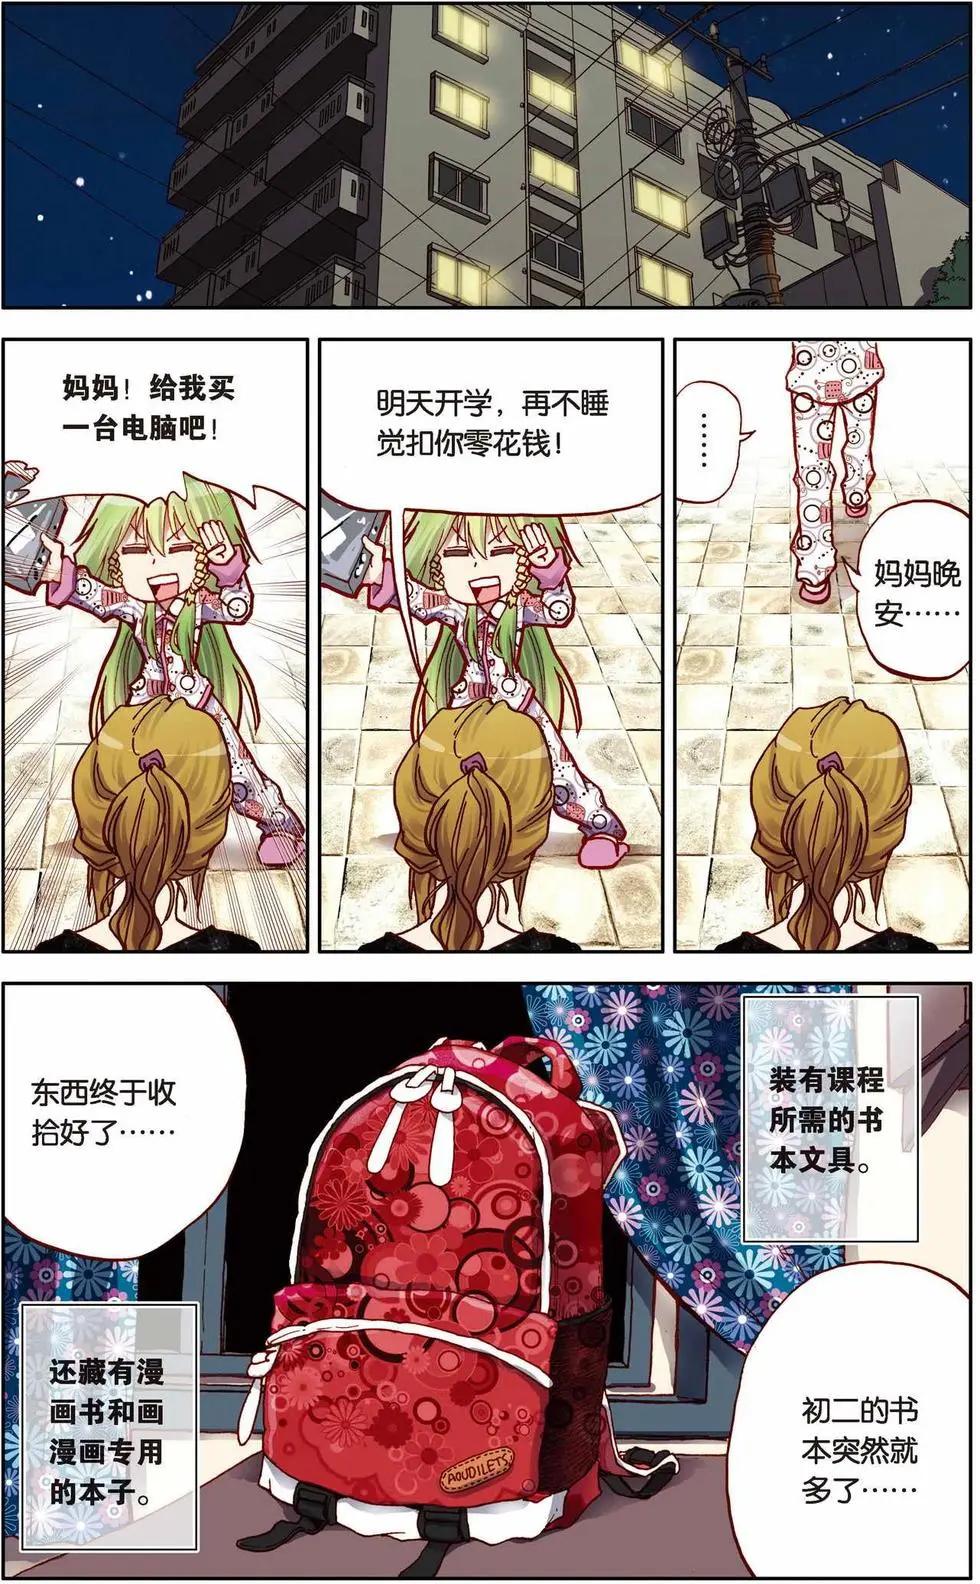 妈妈！给我买
一台电脑吧！
明天开学，再不睡
觉扣你零花钱！
……
妈妈晚
安……
东西终于收
拾好了……
装有课程
所需的书
本文具。
还藏有漫
画书和画
漫画专用
的本子。
AOUDILETS
初二的书
本突然就
多了……